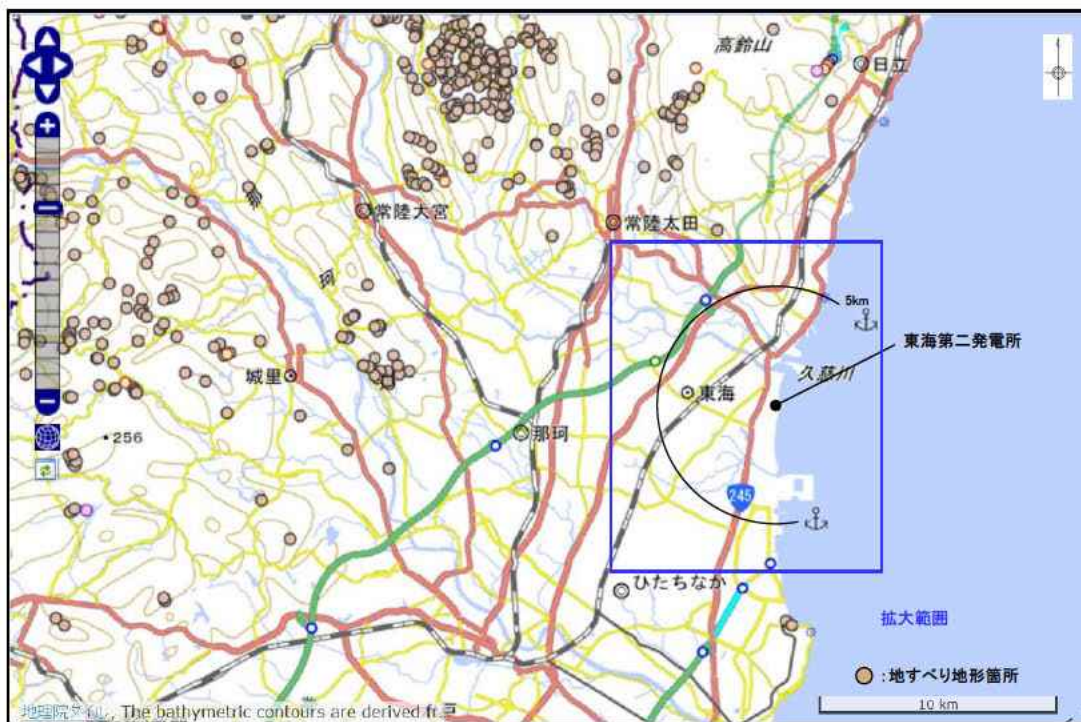 高鈴山
日立
常陸大宮
常陸太田
那
珂
5km
東海第二発電所
久慈川
城里
東海
256
那珂
245
ひたちなか
拡大範囲
:地すべり地形箇所
10 km
地理院タイル, The bathymetric contours are derived fr